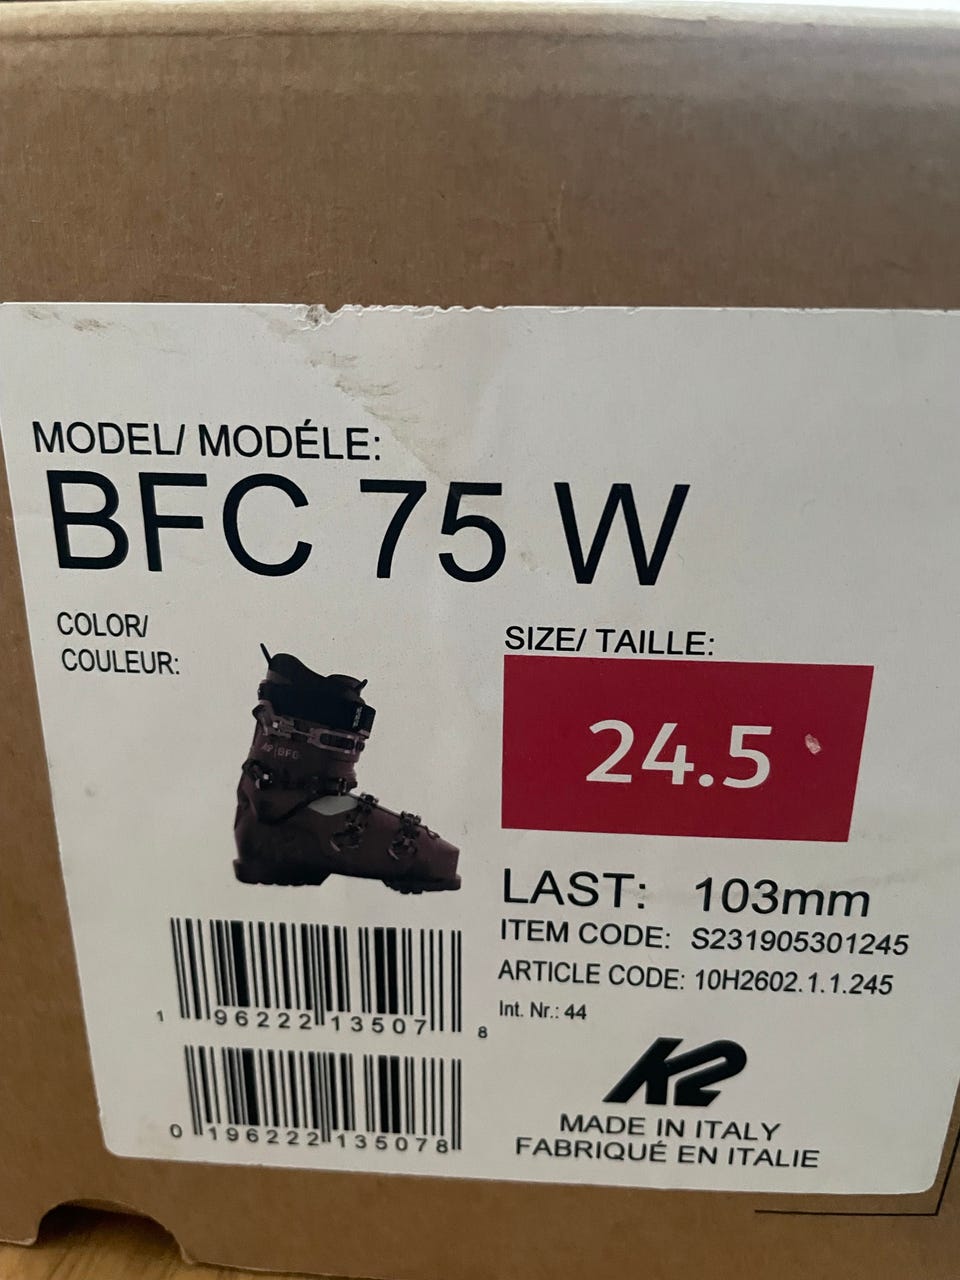 MODEL/ MODÉLE:
BFC 75 W
COLOR/
COULEUR:
SIZE/ TAILLE:
24.5
K2 BFC
LAST: 103mm
ITEM CODE: S231905301245
ARTICLE CODE: 10H2602.1.1.245
Int. Nr.: 44
1 96222 13507 8
0 196222 135078
K2
MADE IN ITALY
FABRIQUÉ EN ITALIE